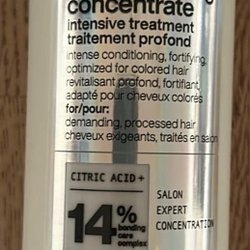 concentrate
intensive treatment
traitement profond
intense conditioning, fortifying,
optimized for colored hair
revitalisant profond, fortifiant,
adapté pour cheveux colorés
for/pour:
demanding, processed hair
cheveux exigeants, traités en salon
CITRIC ACID +
14%
bonding
care
complex
SALON
EXPERT
CONCENTRATION